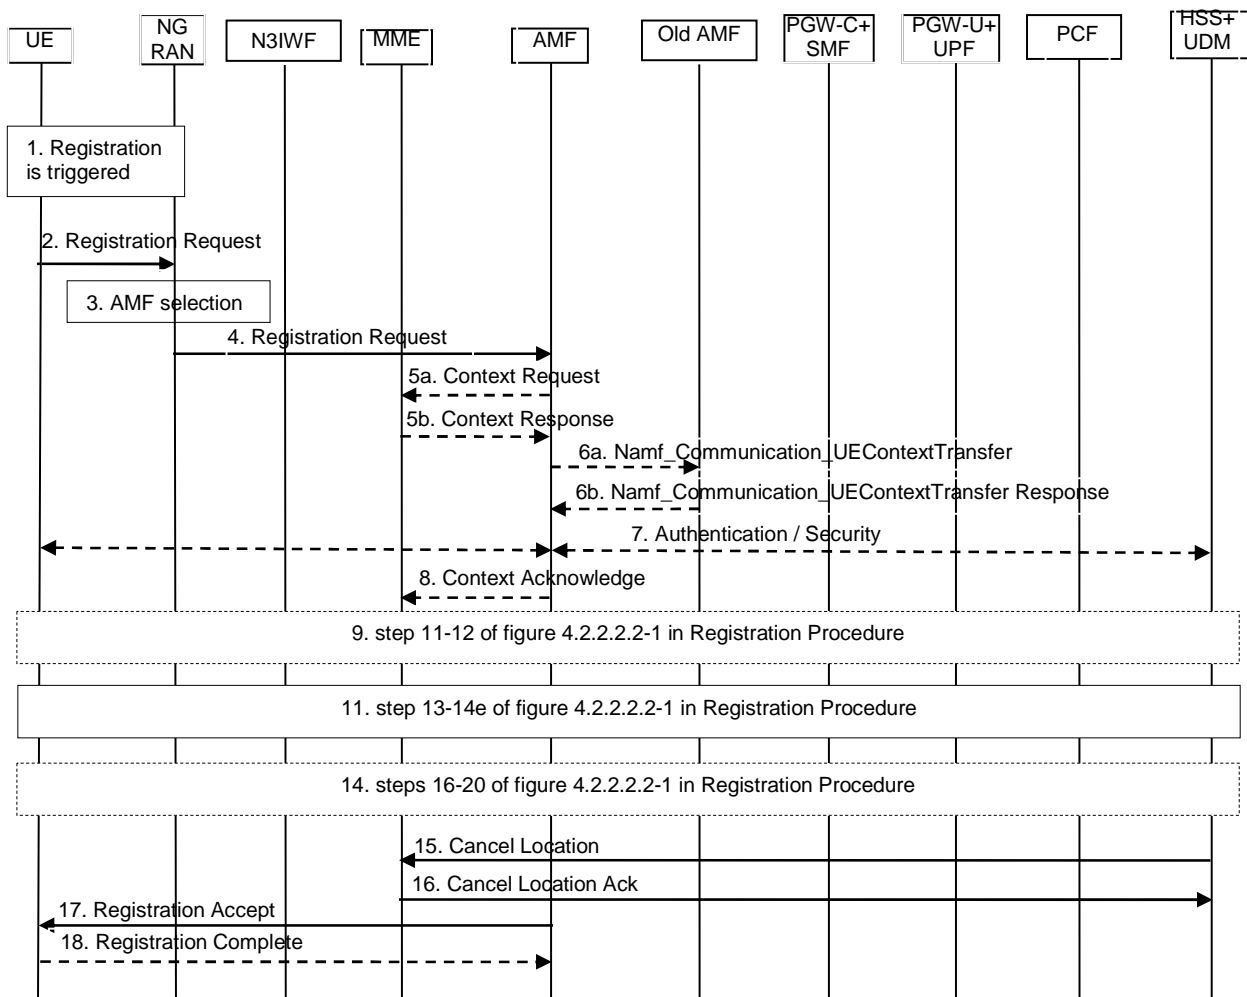 UE
NG
RAN
N3IWF
MME
AMF
Old AMF
PGW-C+
SMF
PGW-U+
UPF
PCF
HSS+
UDM
1. Registration
is triggered
2. Registration Request
3. AMF selection
4. Registration Request
5a. Context Request
5b. Context Response
6a. Namf_Communication_UEContextTransfer
6b. Namf_Communication_UEContextTransfer Response
7. Authentication / Security
8. Context Acknowledge
9. step 11-12 of figure 4.2.2.2.2-1 in Registration Procedure
11. step 13-14e of figure 4.2.2.2.2-1 in Registration Procedure
14. steps 16-20 of figure 4.2.2.2.2-1 in Registration Procedure
15. Cancel Location
16. Cancel Location Ack
17. Registration Accept
18. Registration Complete